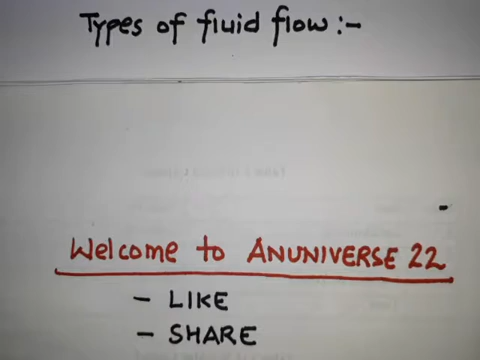 Types of fluid flow :-
Welcome to ANUNIVERSE 22
- LIKE
- SHARE